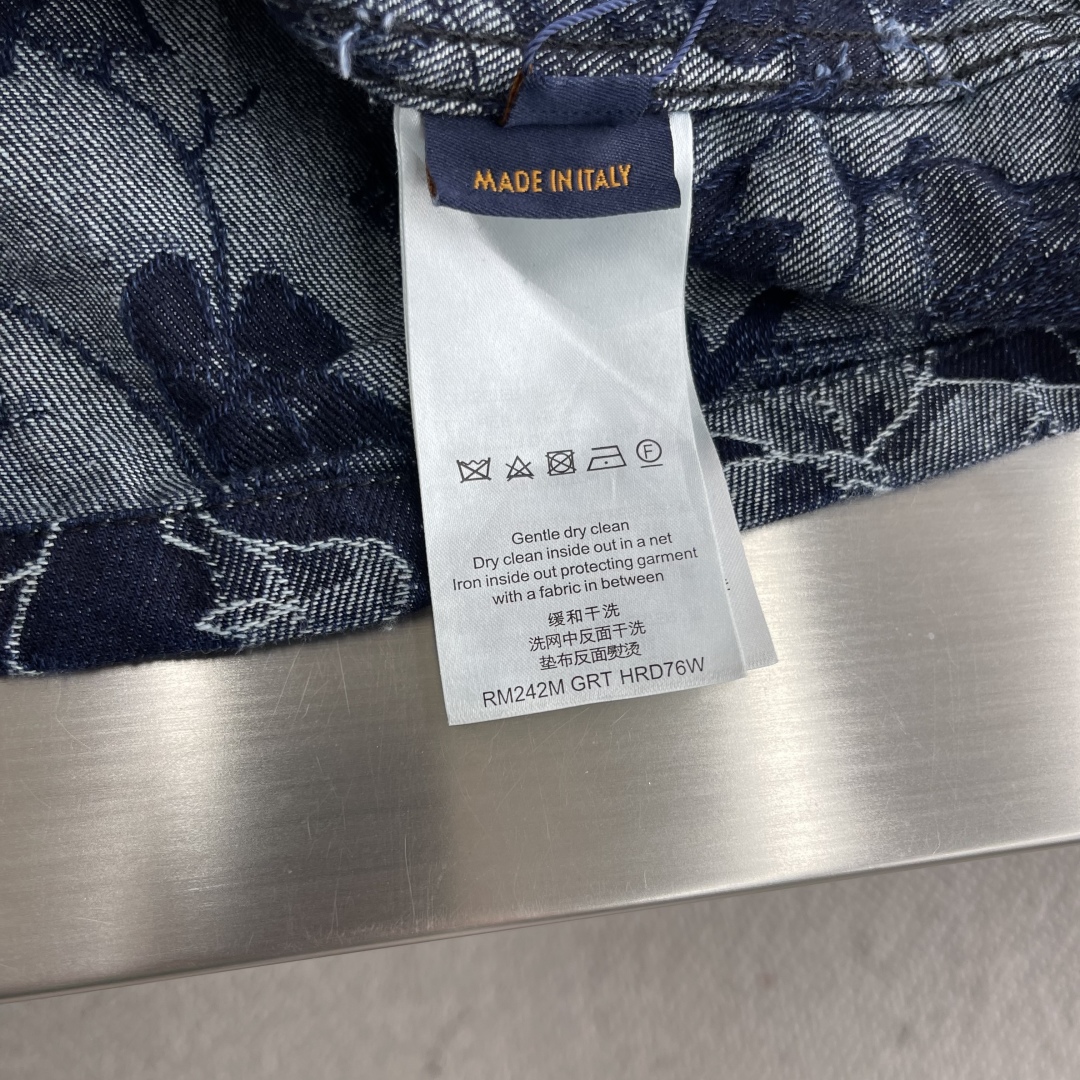 MADE IN ITALY
F
Gentle dry clean
Dry clean inside out in a net
Iron inside out protecting garment
with a fabric in between
缓和干洗
洗网中反面干洗
垫布反面熨烫
RM242M GRT HRD76W